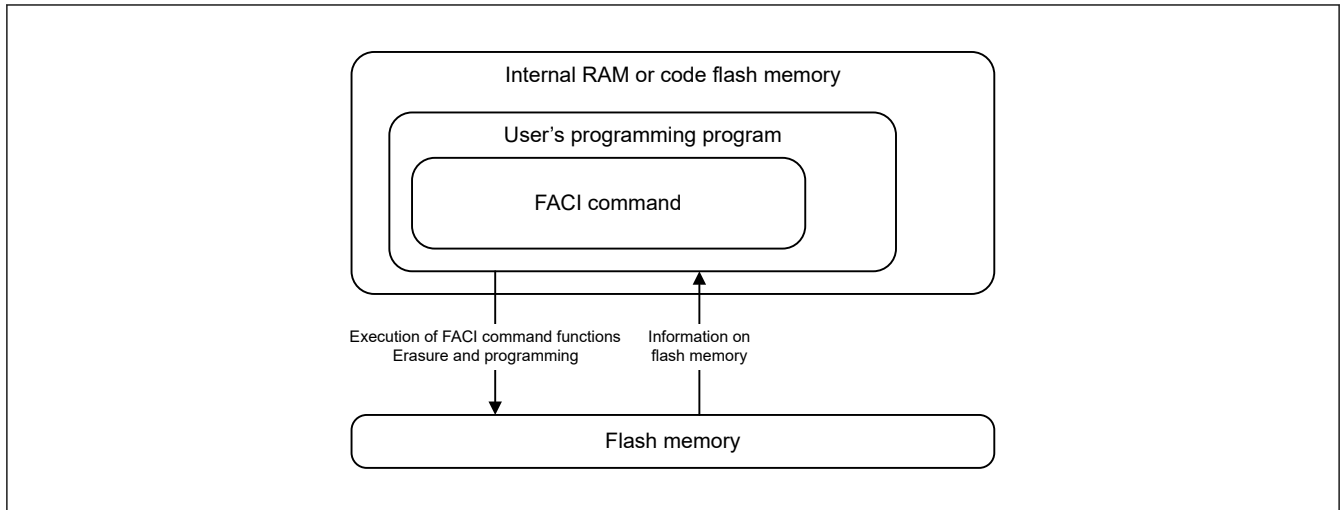 Internal RAM or code flash memory
User’s programming program
FACI command
Execution of FACI command functions
Erasure and programming
Information on
flash memory
Flash memory